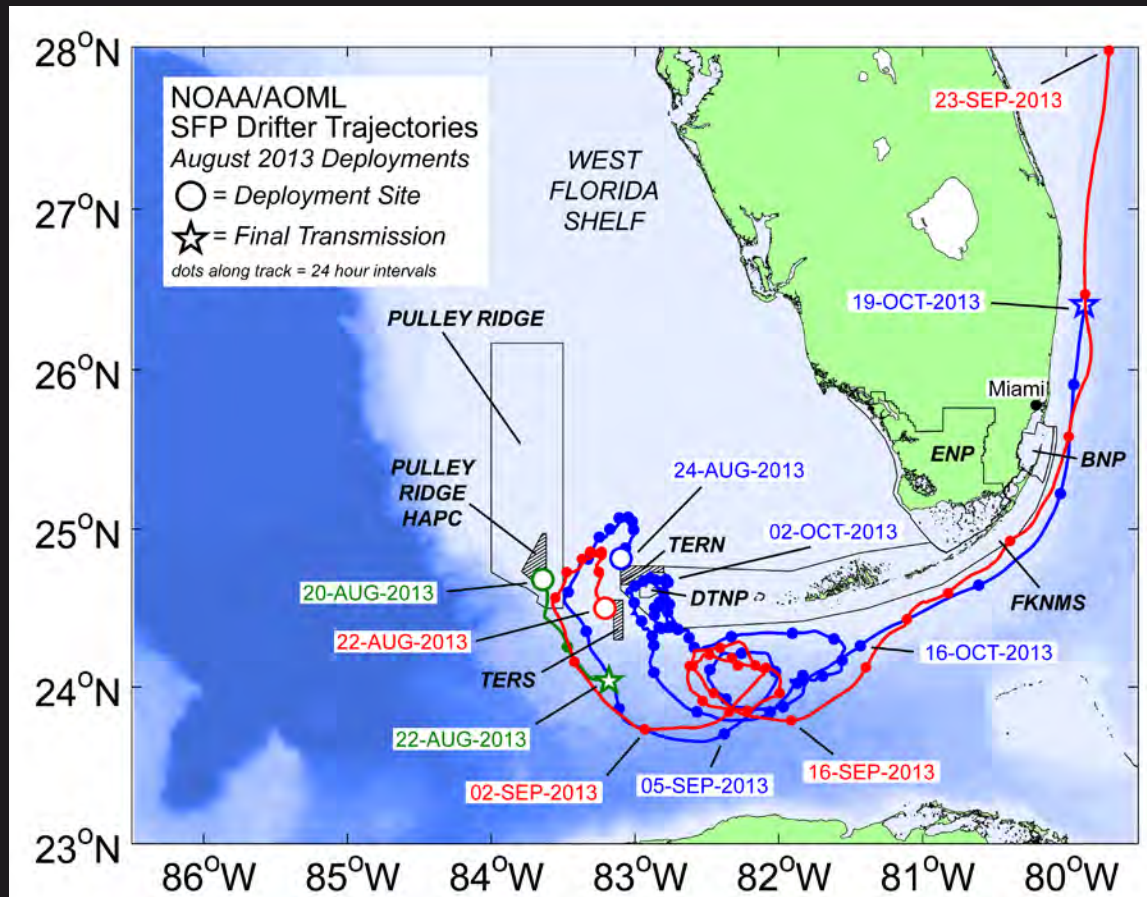 28°N
27°N
26°N
25°N
24°N
23°N
NOAA/AOML
SFP Drifter Trajectories
August 2013 Deployments
= Deployment Site
= Final Transmission
dots along track = 24 hour intervals
WEST
FLORIDA
SHELF
23-SEP-2013
19-OCT-2013
PULLEY RIDGE
Miami
PULLEY
RIDGE
HAPC
24-AUG-2013
ENP
BNP
TERN
02-OCT-2013
20-AUG-2013
DTNP
FKNMS
22-AUG-2013
TERS
16-OCT-2013
22-AUG-2013
02-SEP-2013
05-SEP-2013
16-SEP-2013
86°W
85°W
84°W
83°W
82°W
81°W
80°W